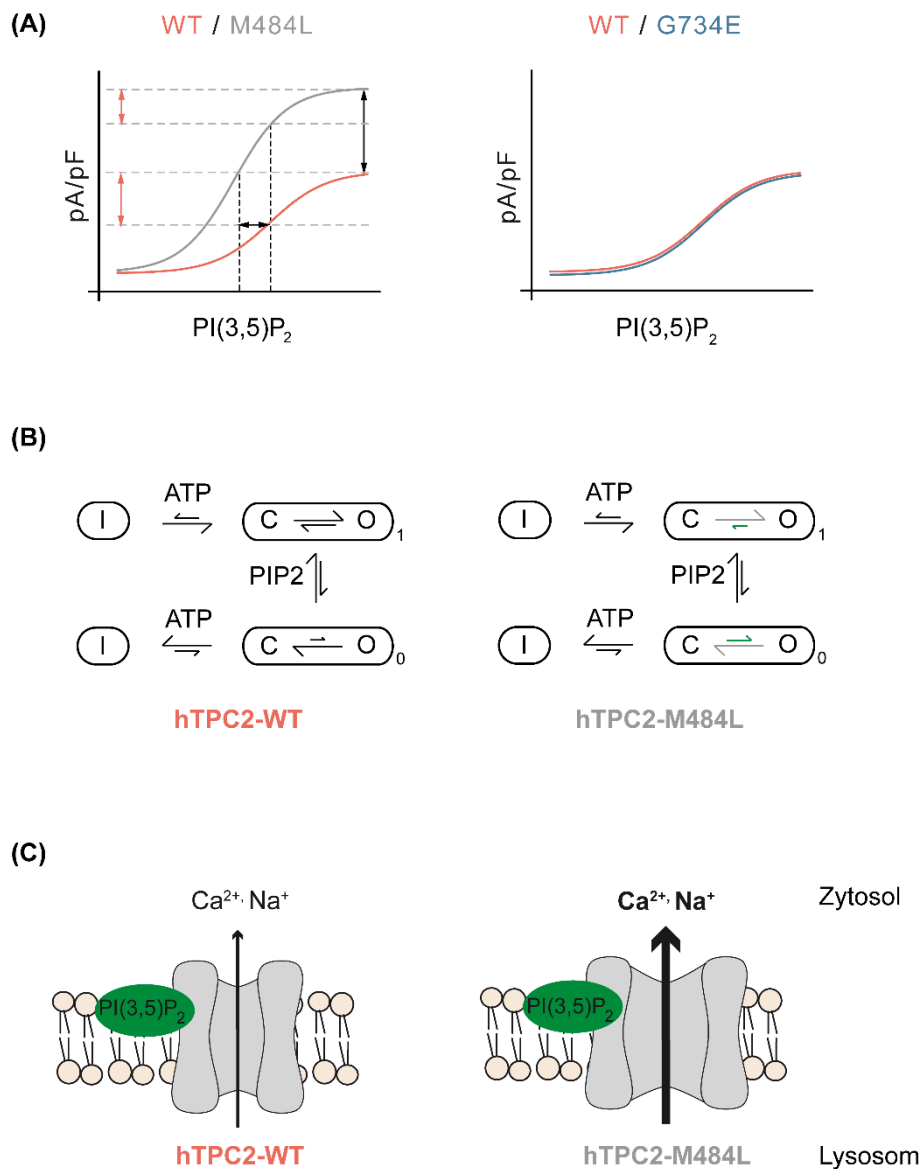 (A)
WT / M484L
WT / G734E
pA/pF
pA/pF
PI(3,5)P₂
PI(3,5)P₂
(B)
I ATP C O 1
PIP2
I ATP C O 0
hTPC2-WT
I ATP C O 1
PIP2
I ATP C O 0
hTPC2-M484L
(C)
Ca²⁺, Na⁺
Ca²⁺, Na⁺
Zytosol
PI(3,5)P₂
PI(3,5)P₂
hTPC2-WT
hTPC2-M484L
Lysosom